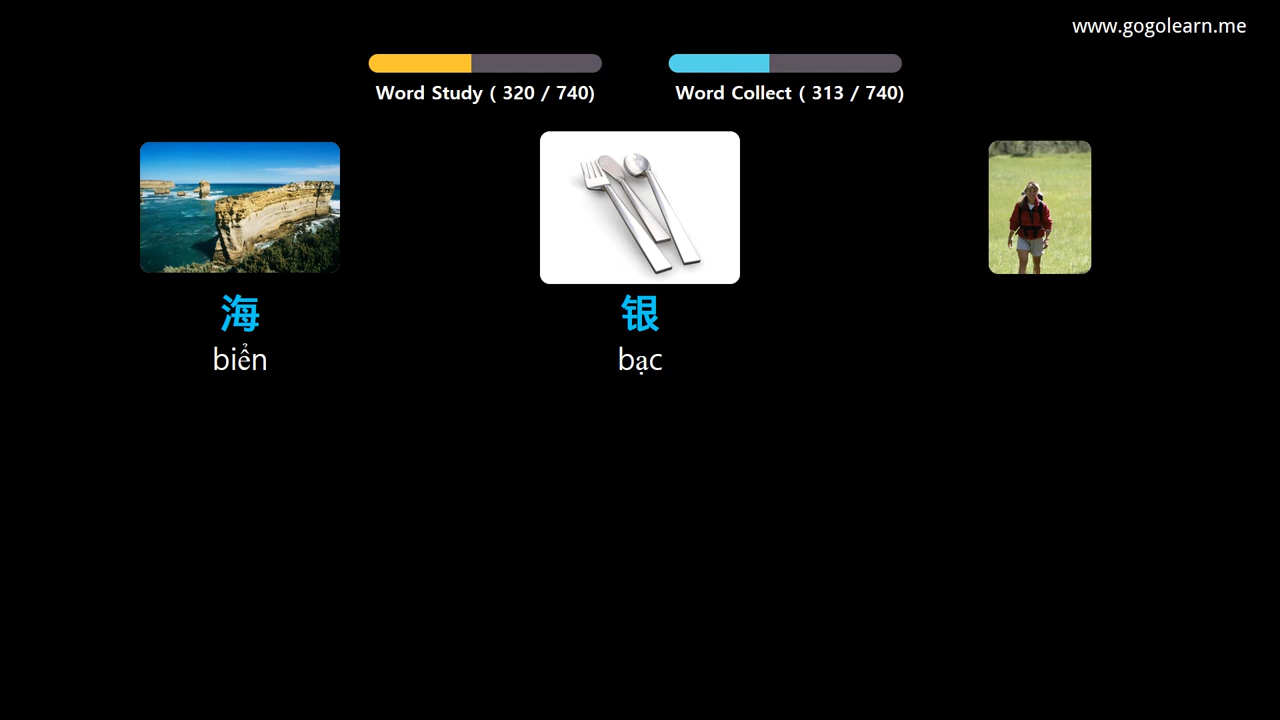 www.gogolearn.me
Word Study ( 320 / 740)
Word Collect ( 313 / 740)
海
biển
银
bạc